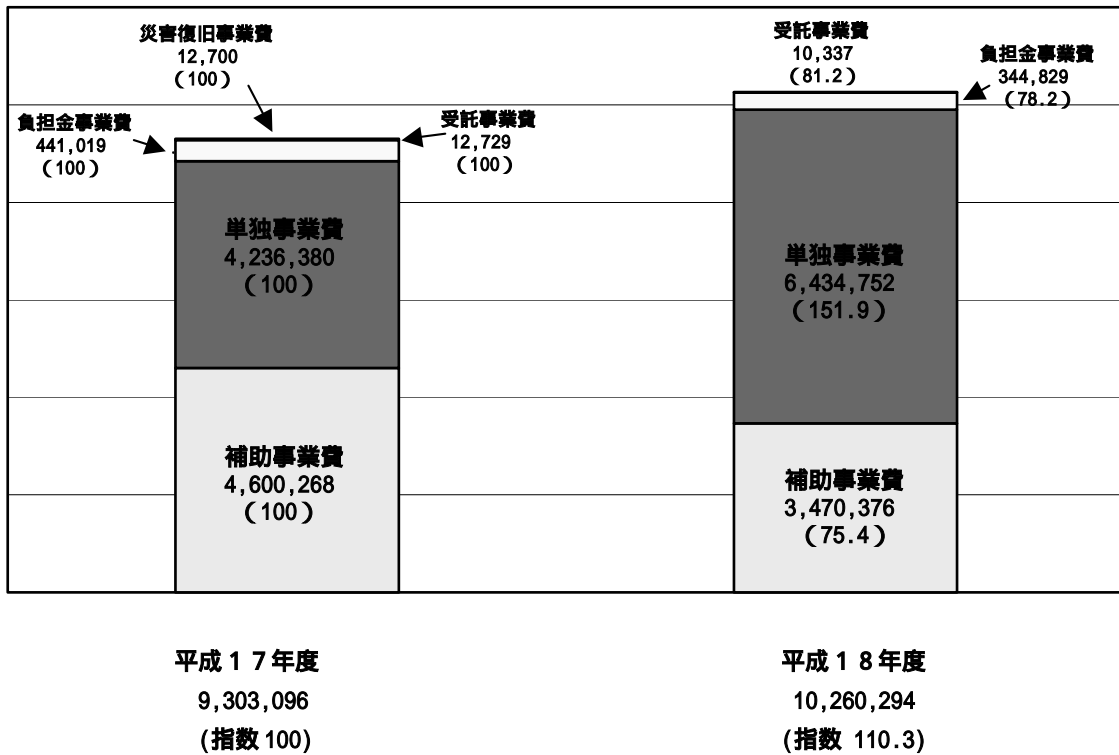 災害復旧事業費
12,700
(100)
負担金事業費
441,019
(100)
受託事業費
12,729
(100)
単独事業費
4,236,380
(100)
補助事業費
4,600,268
(100)
受託事業費
10,337
(81.2)
負担金事業費
344,829
(78.2)
単独事業費
6,434,752
(151.9)
補助事業費
3,470,376
(75.4)
平成１７年度
9,303,096
(指数 100)
平成１８年度
10,260,294
(指数 110.3)